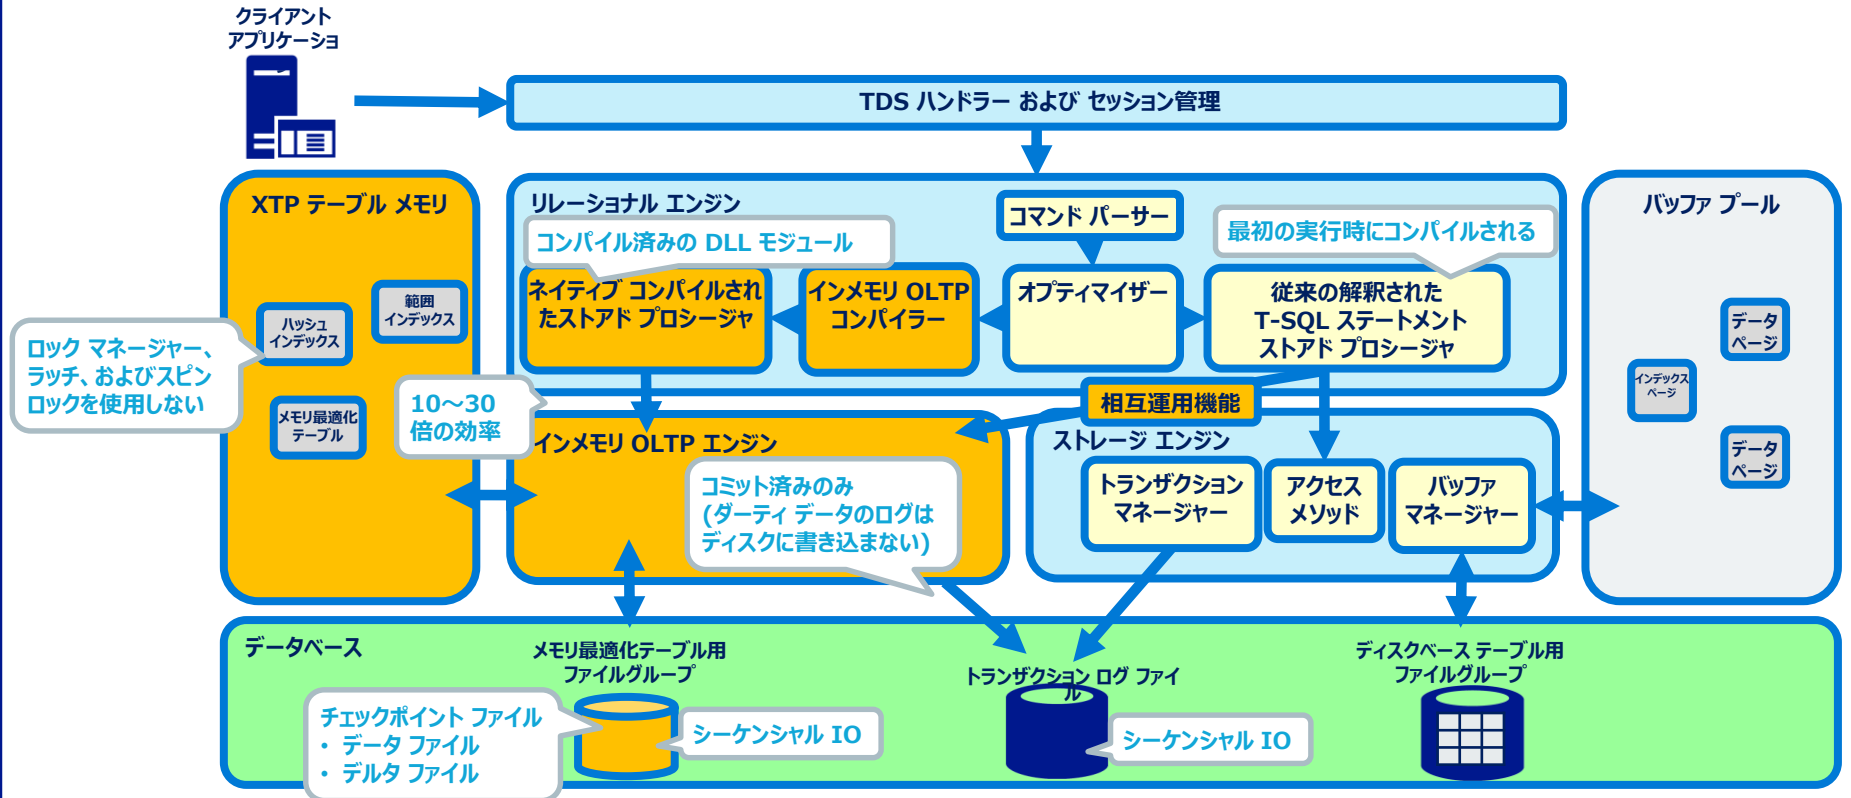 クライアント
アプリケーショ
TDS ハンドラー および セッション管理
XTP テーブル メモリ
範囲
インデックス
ハッシュ
インデックス
メモリ最適化
テーブル
ロック マネージャー、
ラッチ、およびスピン
ロックを使用しない
リレーショナル エンジン
コンパイル済みの DLL モジュール
コマンド パーサー
最初の実行時にコンパイルされる
ネイティブ コンパイルされ
たストアド プロシージャ
インメモリ OLTP
コンパイラー
オプティマイザー
従来の解釈された
T-SQL ステートメント
ストアド プロシージャ
10～30
倍の効率
相互運用機能
インメモリ OLTP エンジン
コミット済みのみ
(ダーティ データのログは
ディスクに書き込まない)
ストレージ エンジン
トランザクション
マネージャー
アクセス
メソッド
バッファ
マネージャー
バッファ プール
データ
ページ
インデックス
ページ
データ
ページ
データベース
メモリ最適化テーブル用
ファイルグループ
チェックポイント ファイル
• データ ファイル
• デルタ ファイル
シーケンシャル IO
トランザクション ログ ファイ
ル
シーケンシャル IO
ディスクベース テーブル用
ファイルグループ